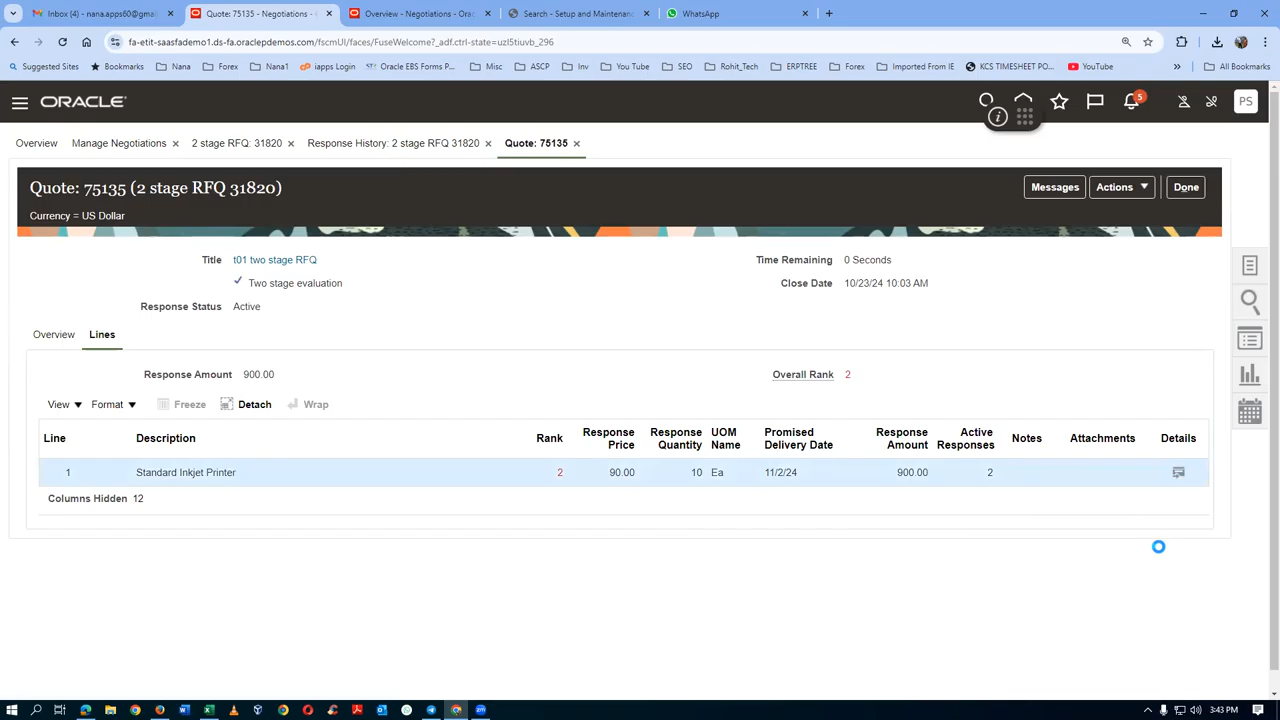 Inbox (4) - nana.apps60@gmai
Quote: 75135 - Negotiations -
Overview - Negotiations - Orac
Search - Setup and Maintenanc
WhatsApp
fa-etit-saasfademo1.ds-fa.oraclepdemos.com/fscmUI/faces/FuseWelcome?_adf.ctrl-state=uzl5tiuvb_296
Suggested Sites Bookmarks Nana Forex Nana1 iapps Login Oracle EBS Forms P... Misc ASCP Inv You Tube SEO Rohit_Tech ERPTREE Forex Imported From IE KCS TIMESHEET PO... YouTube » All Bookmarks
ORACLE 5 PS
Overview Manage Negotiations 2 stage RFQ: 31820 Response History: 2 stage RFQ 31820 Quote: 75135
Quote: 75135 (2 stage RFQ 31820) Messages Actions Done
Currency = US Dollar
Title t01 two stage RFQ Time Remaining 0 Seconds
Two stage evaluation Close Date 10/23/24 10:03 AM
Response Status Active
Overview Lines
Response Amount 900.00 Overall Rank 2
View Format Freeze Detach Wrap
Line Description Rank Response Price Response Quantity UOM Name Promised Delivery Date Response Amount Active Responses Notes Attachments Details
1 Standard Inkjet Printer 2 90.00 10 Ea 11/2/24 900.00 2
Columns Hidden 12
3:43 PM